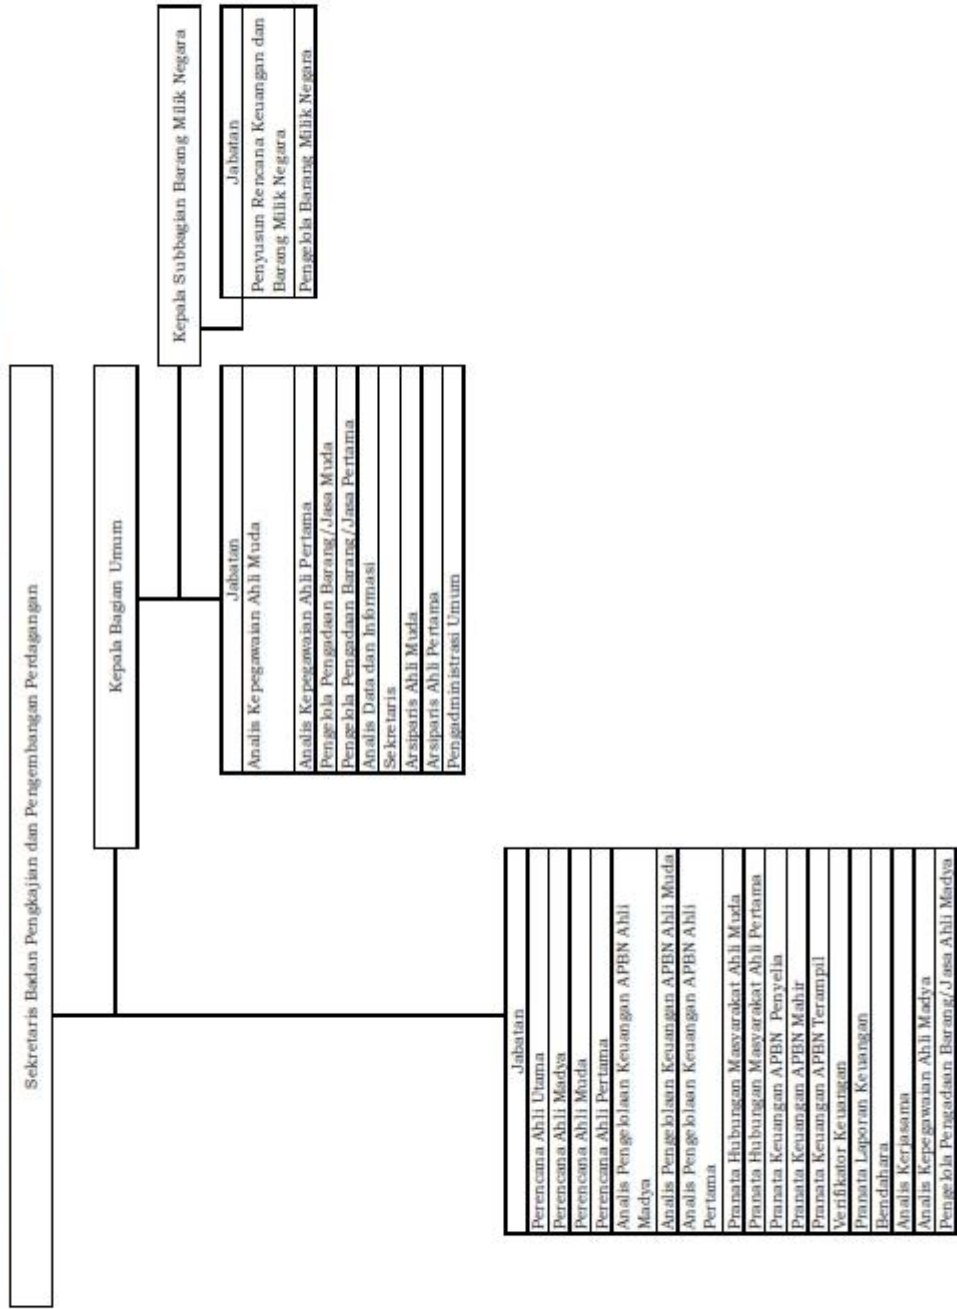 Sekretaris Badan Pengkajian dan Pengembangan Perdagangan
Kepala Bagian Umum
Kepala Subbagian Barang Milik Negara
Jabatan
Penyusun Rencana Keuangan dan
Barang Milik Negara
Pengelola Barang Milik Negara
Jabatan
Analis Kepegawaian Ahli Muda
Analis Kepegawaian Ahli Pertama
Pengelola Pengadaan Barang/Jasa Muda
Pengelola Pengadaan Barang/Jasa Pertama
Analis Data dan Informasi
Sekretaris
Arsiparis Ahli Muda
Arsiparis Ahli Pertama
Pengadministrasi Umum
Jabatan
Perencana Ahli Utama
Perencana Ahli Madya
Perencana Ahli Muda
Perencana Ahli Pertama
Analis Pengelolaan Keuangan APBN Ahli
Madya
Analis Pengelolaan Keuangan APBN Ahli Muda
Analis Pengelolaan Keuangan APBN Ahli
Pertama
Pranata Hubungan Masyarakat Ahli Muda
Pranata Hubungan Masyarakat Ahli Pertama
Pranata Keuangan APBN Penyelia
Pranata Keuangan APBN Mahir
Pranata Keuangan APBN Terampil
Verifikator Keuangan
Pranata Laporan Keuangan
Bendahara
Analis Kerjasama
Analis Kepegawaian Ahli Madya
Pengelola Pengadaan Barang/Jasa Ahli Madya